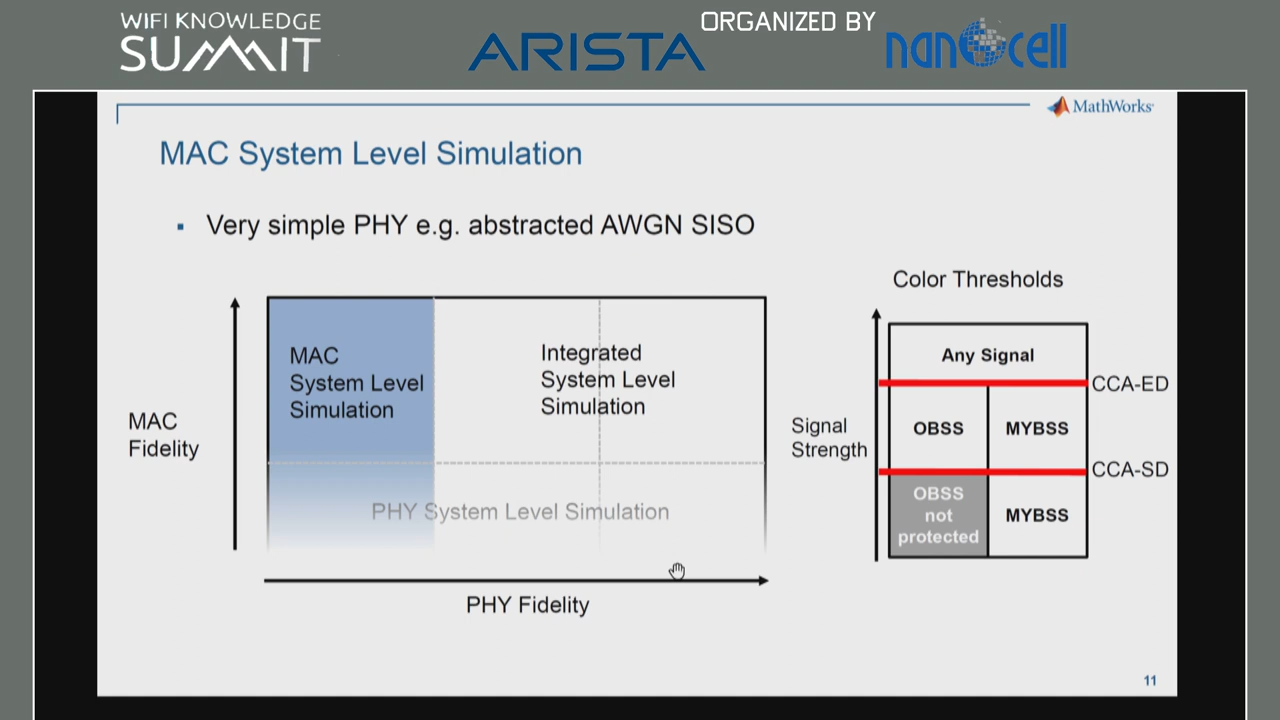 WIFI KNOWLEDGE
SUMMIT
ARISTA
ORGANIZED BY
nanocell
MathWorks
MAC System Level Simulation
▪ Very simple PHY e.g. abstracted AWGN SISO
Color Thresholds
MAC
System Level
Simulation
Integrated
System Level
Simulation
PHY System Level Simulation
MAC
Fidelity
PHY Fidelity
Signal
Strength
Any Signal
CCA-ED
OBSS
MYBSS
CCA-SD
OBSS
not
protected
MYBSS
11